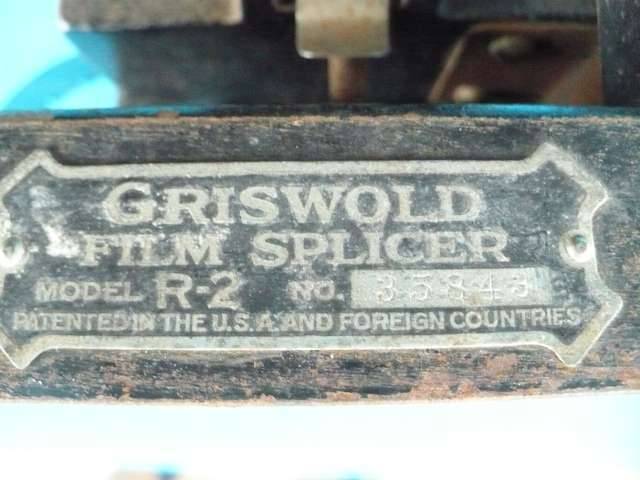 GRISWOLD
FILM SPLICER
MODEL R-2 NO. 35843
PATENTED IN THE U.S.A. AND FOREIGN COUNTRIES